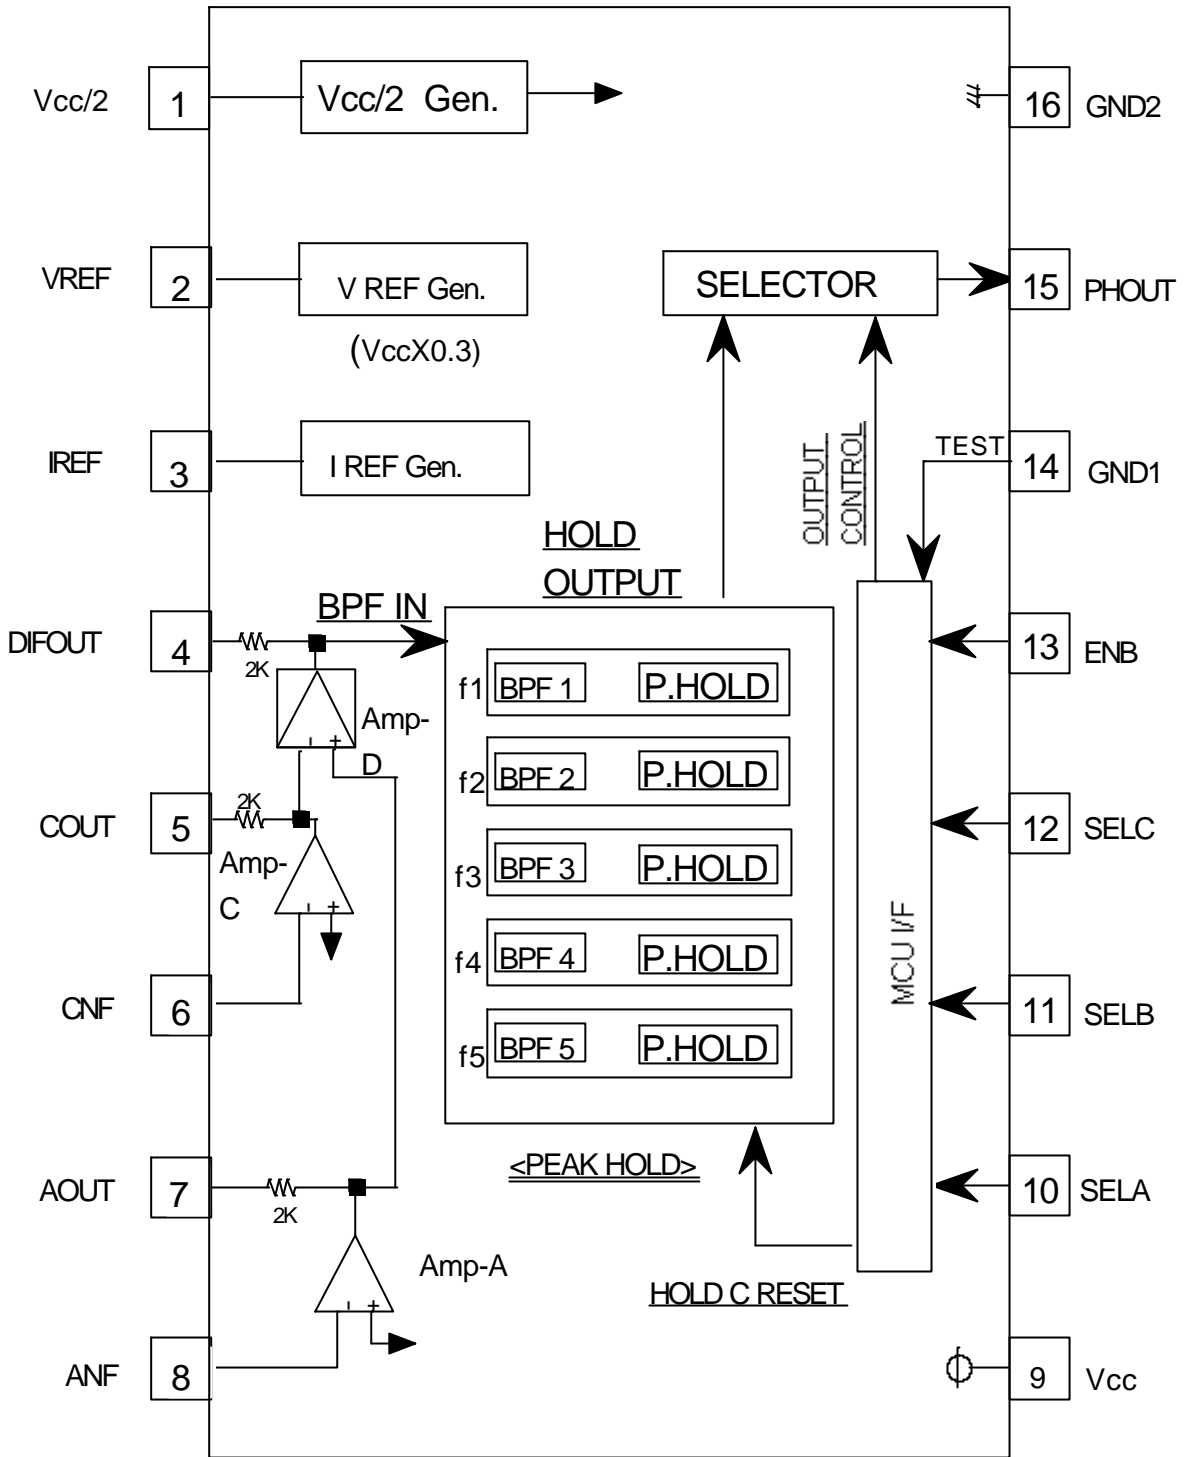 Vcc/2
1
Vcc/2 Gen.
16
GND2
VREF
2
V REF Gen.
(VccX0.3)
SELECTOR
15
PHOUT
IREF
3
I REF Gen.
OUTPUT
CONTROL
TEST
14
GND1
HOLD
OUTPUT
BPF IN
DIFOUT
4
2K
Amp-
D
13
ENB
f1
BPF 1
P.HOLD
f2
BPF 2
P.HOLD
COUT
5
2K
Amp-
C
12
SELC
f3
BPF 3
P.HOLD
MCU I/F
f4
BPF 4
P.HOLD
CNF
6
11
SELB
f5
BPF 5
P.HOLD
<PEAK HOLD>
AOUT
7
2K
10
SELA
Amp-A
HOLD C RESET
ANF
8
9
Vcc
- +
- +
- +